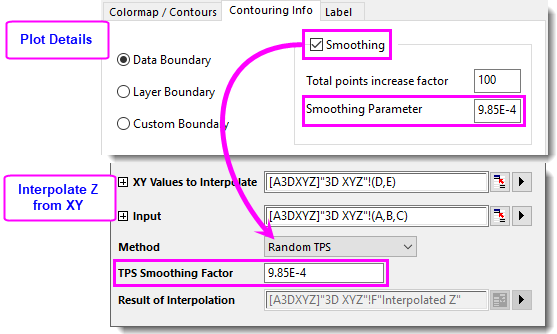 Plot Details
Colormap / Contours Contouring Info Label
Data Boundary
Layer Boundary
Custom Boundary
Smoothing
Total points increase factor 100
Smoothing Parameter 9.85E-4
Interpolate Z
from XY
XY Values to Interpolate [A3DXYZ]"3D XYZ"!(D,E)
Input [A3DXYZ]"3D XYZ"!(A,B,C)
Method Random TPS
TPS Smoothing Factor 9.85E-4
Result of Interpolation [A3DXYZ]"3D XYZ"!F"Interpolated Z"